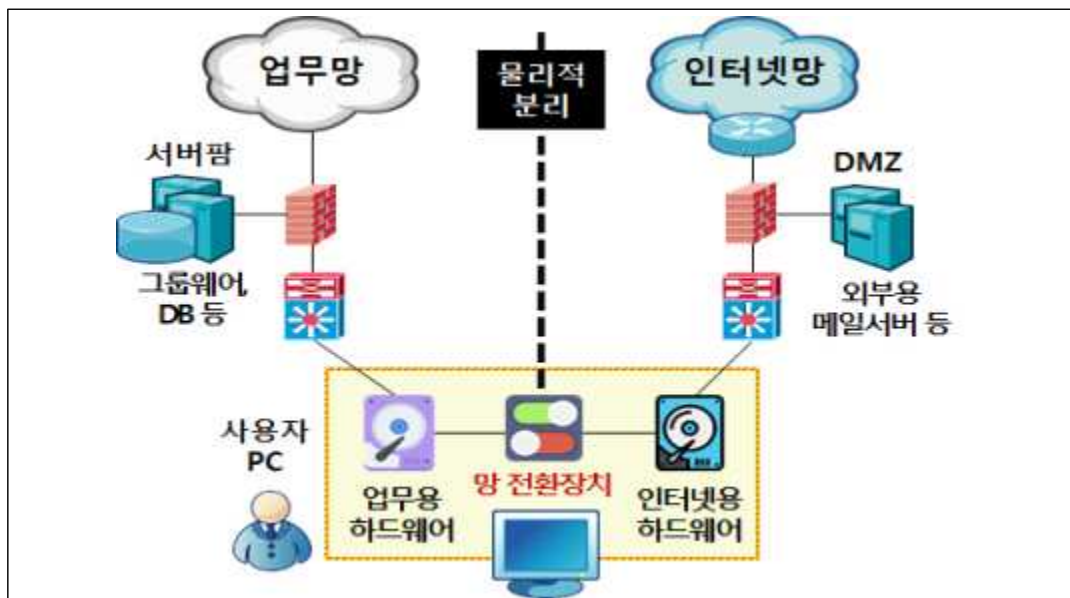 업무망
물리적
분리
인터넷망
서버팜
DMZ
그룹웨어,
DB 등
외부용
메일서버 등
사용자
PC
망 전환장치
업무용
하드웨어
인터넷용
하드웨어